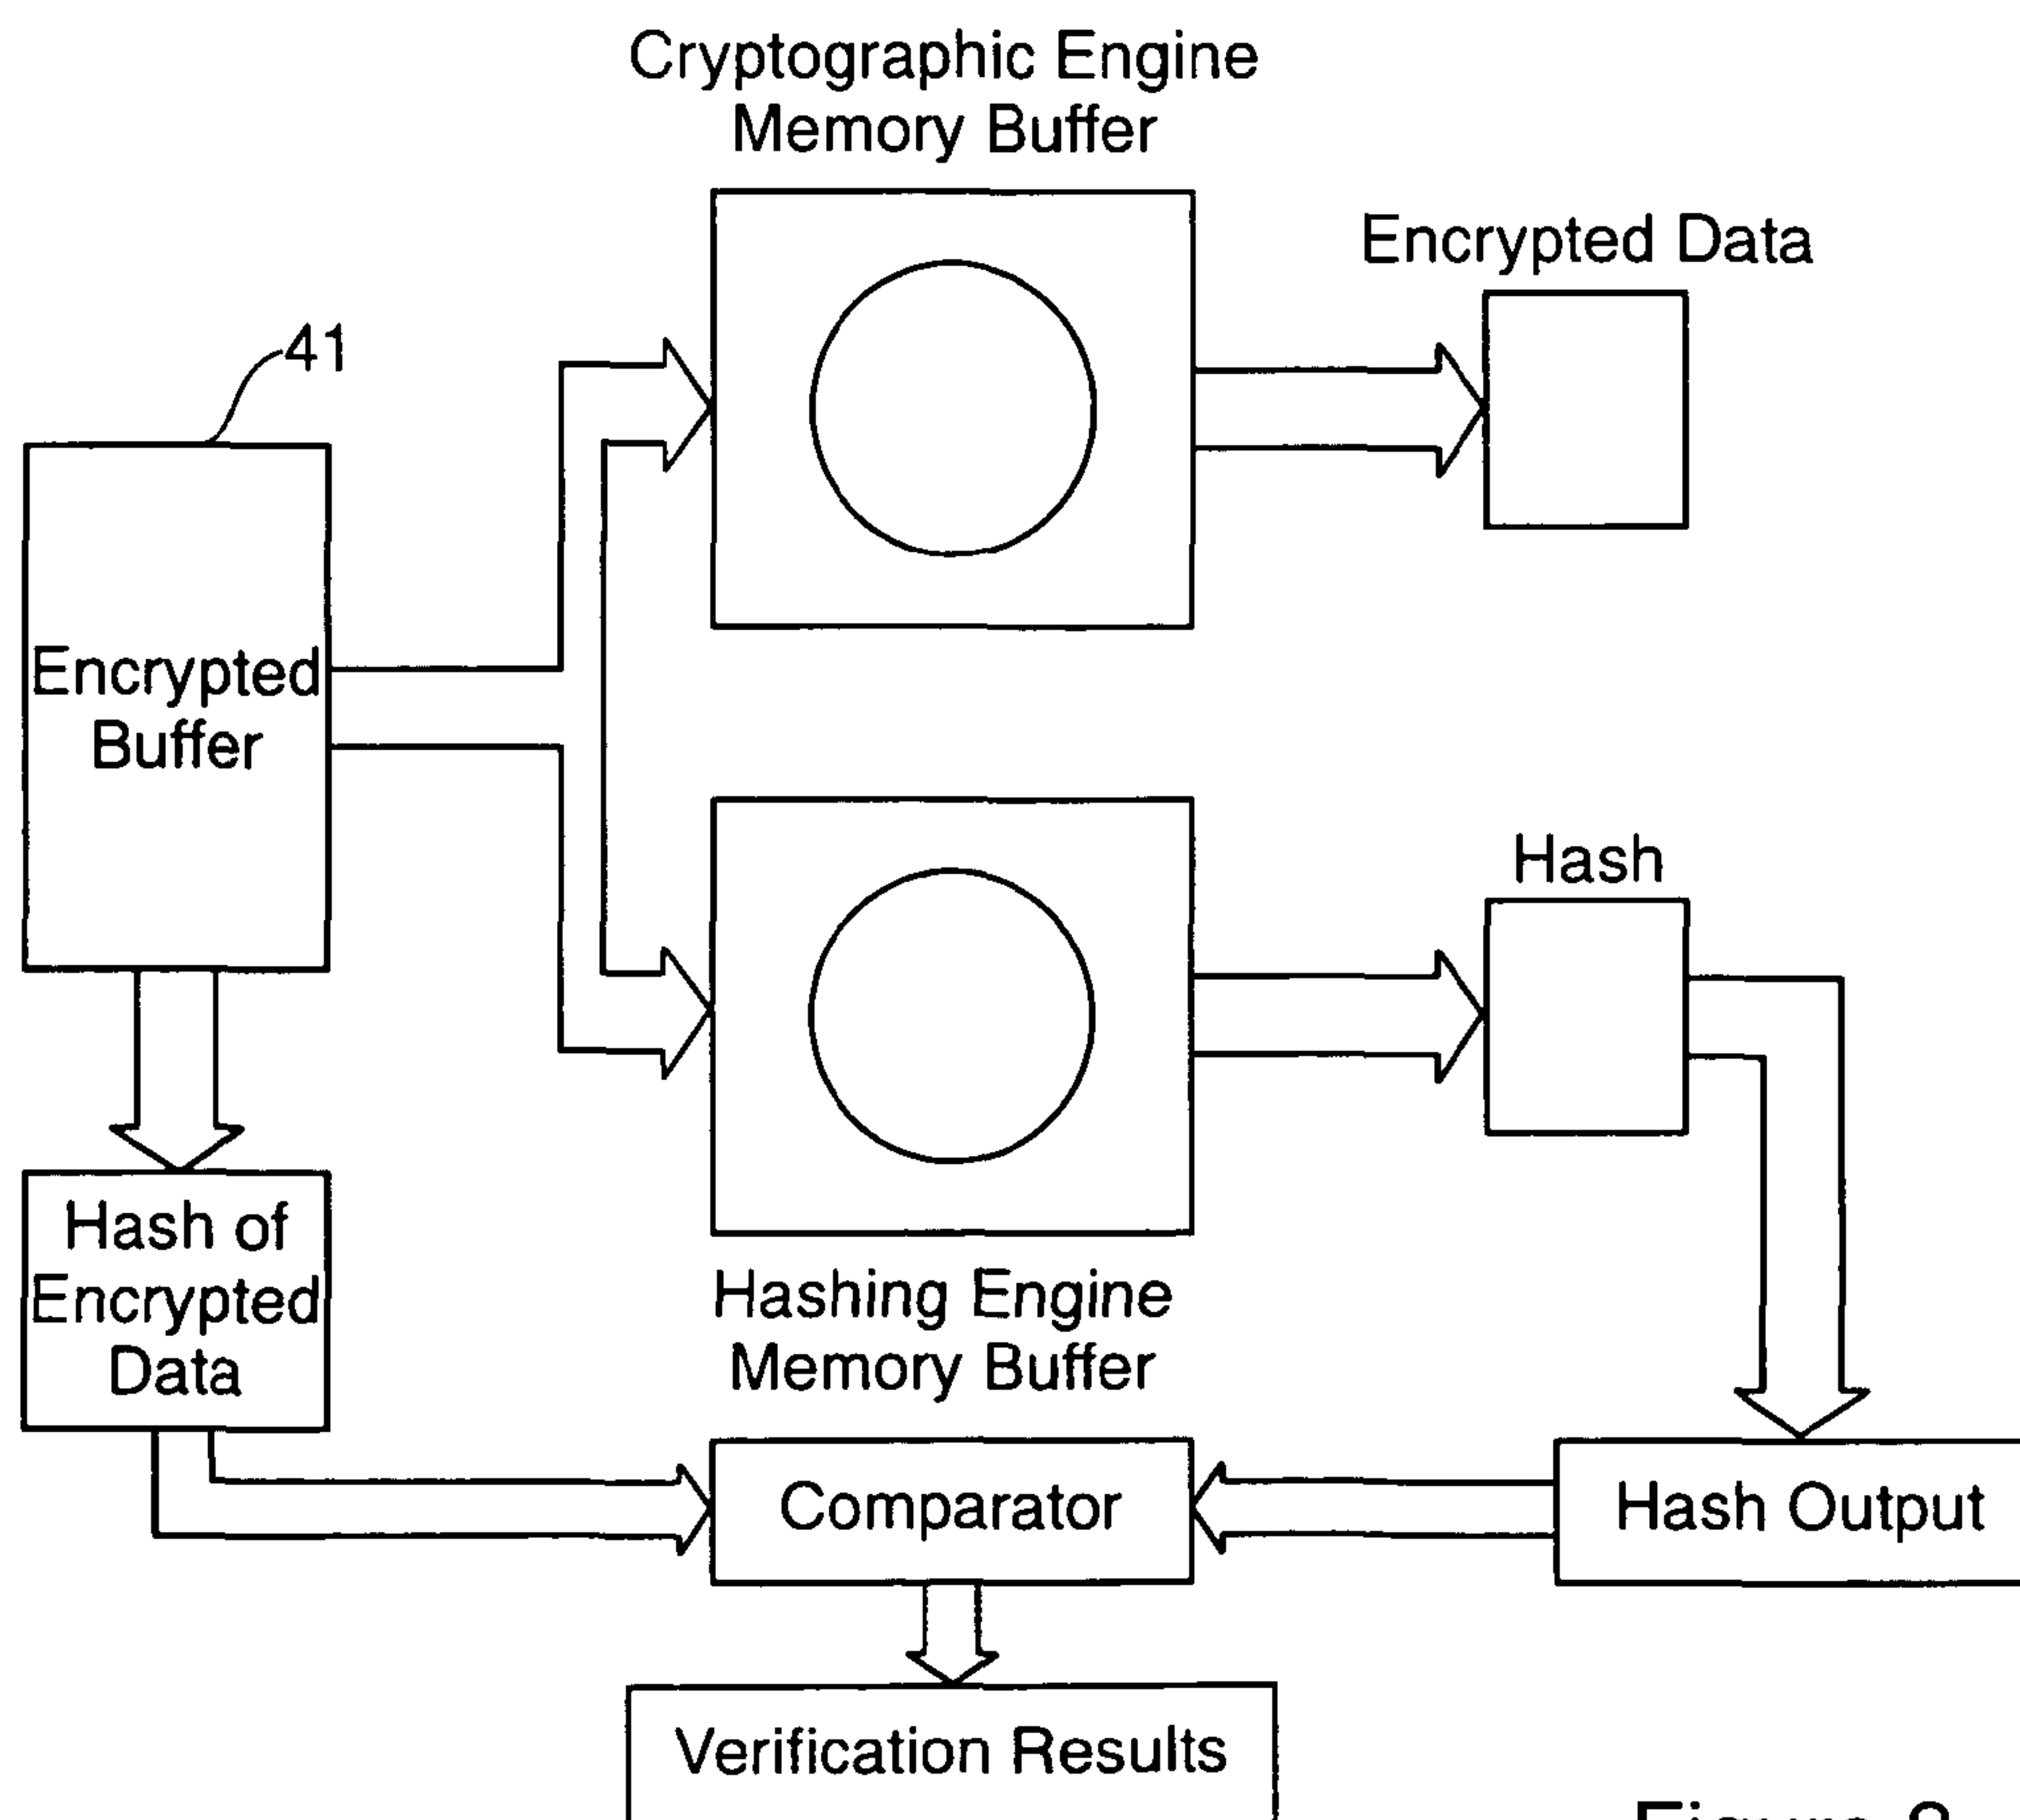 Cryptographic Engine
Memory Buffer
Encrypted Data
41
Encrypted
Buffer
Hash
Hash of
Encrypted
Data
Hashing Engine
Memory Buffer
Comparator
Hash Output
Verification Results